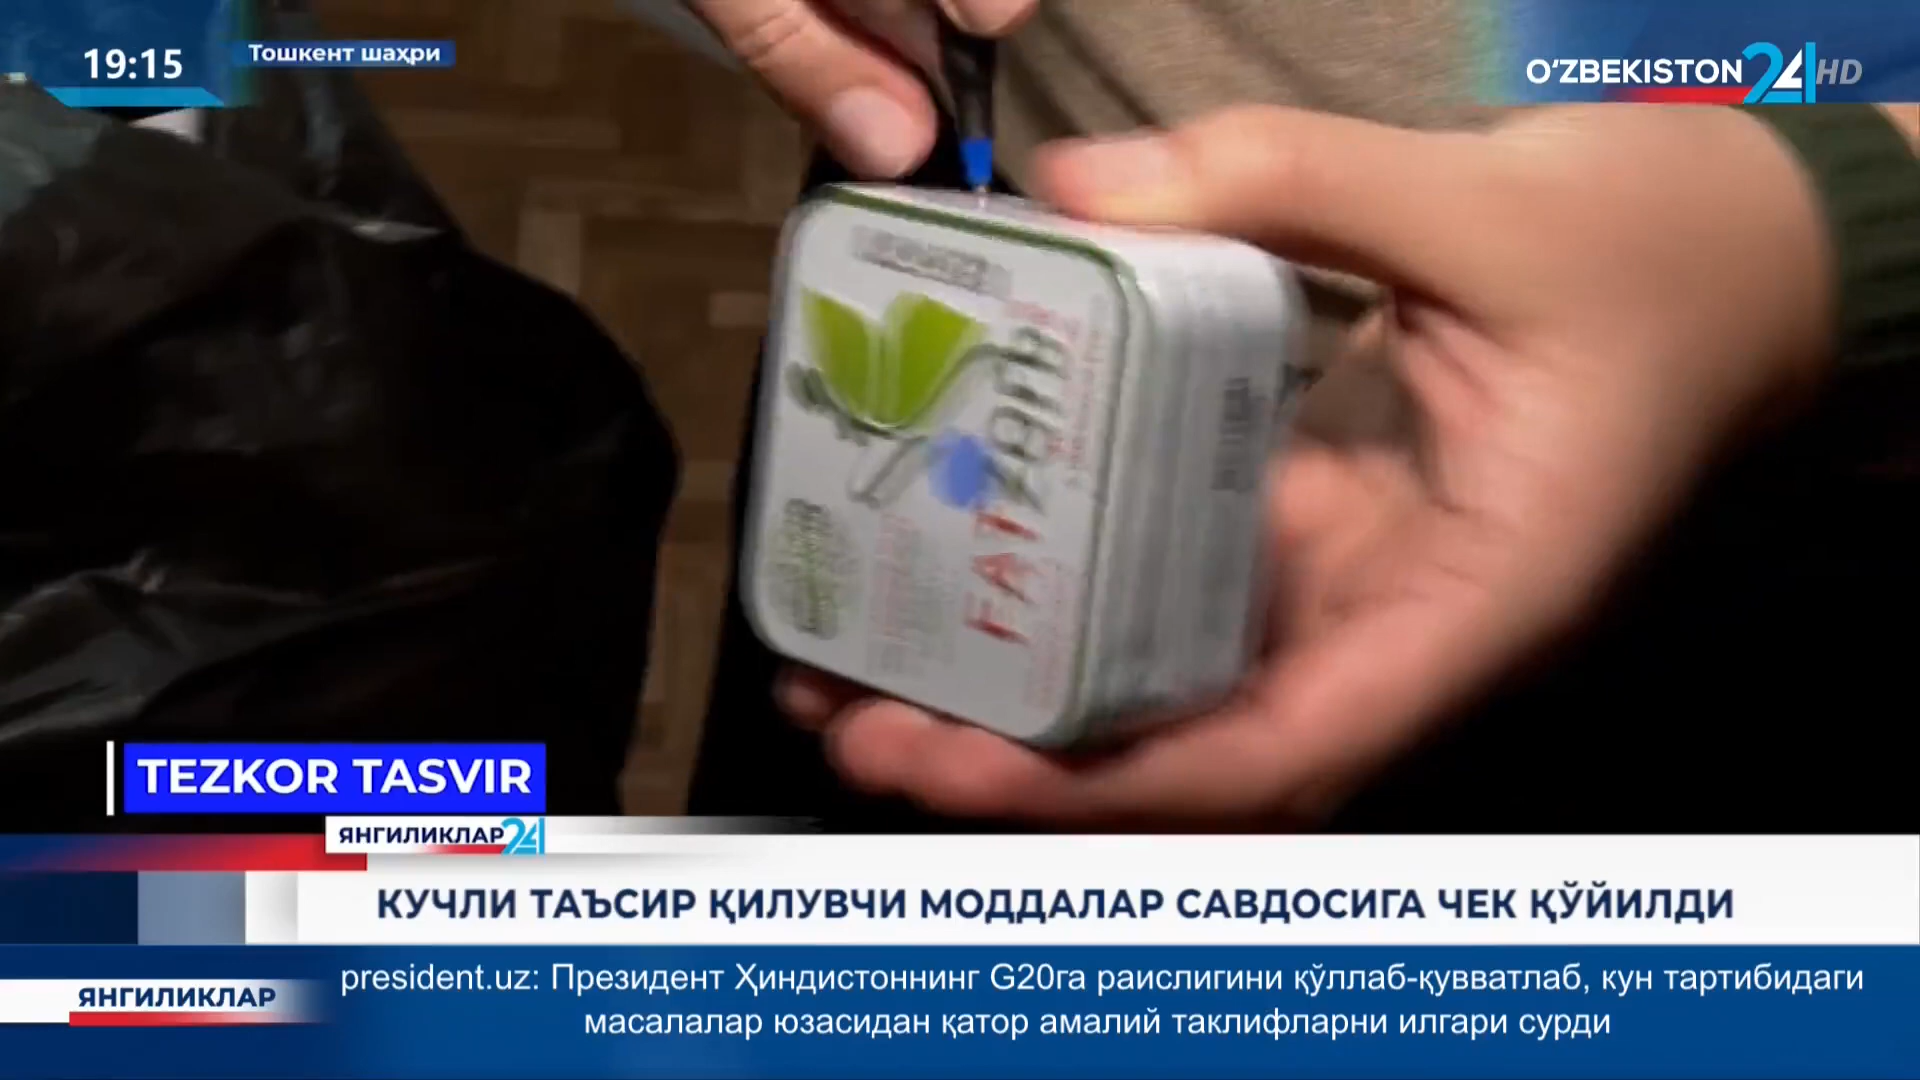 19:15
Тошкент шаҳри
O‘ZBEKISTON 24 HD
FATZOrb
TEZKOR TASVIR
ЯНГИЛИКЛАР 24
КУЧЛИ ТАЪСИР ҚИЛУВЧИ МОДДАЛАР САВДОСИГА ЧЕК ҚЎЙИЛДИ
ЯНГИЛИКЛАР
president.uz: Президент Ҳиндистоннинг G20га раислигини қўллаб-қувватлаб, кун тартибидаги
масалалар юзасидан қатор амалий таклифларни илгари сурди